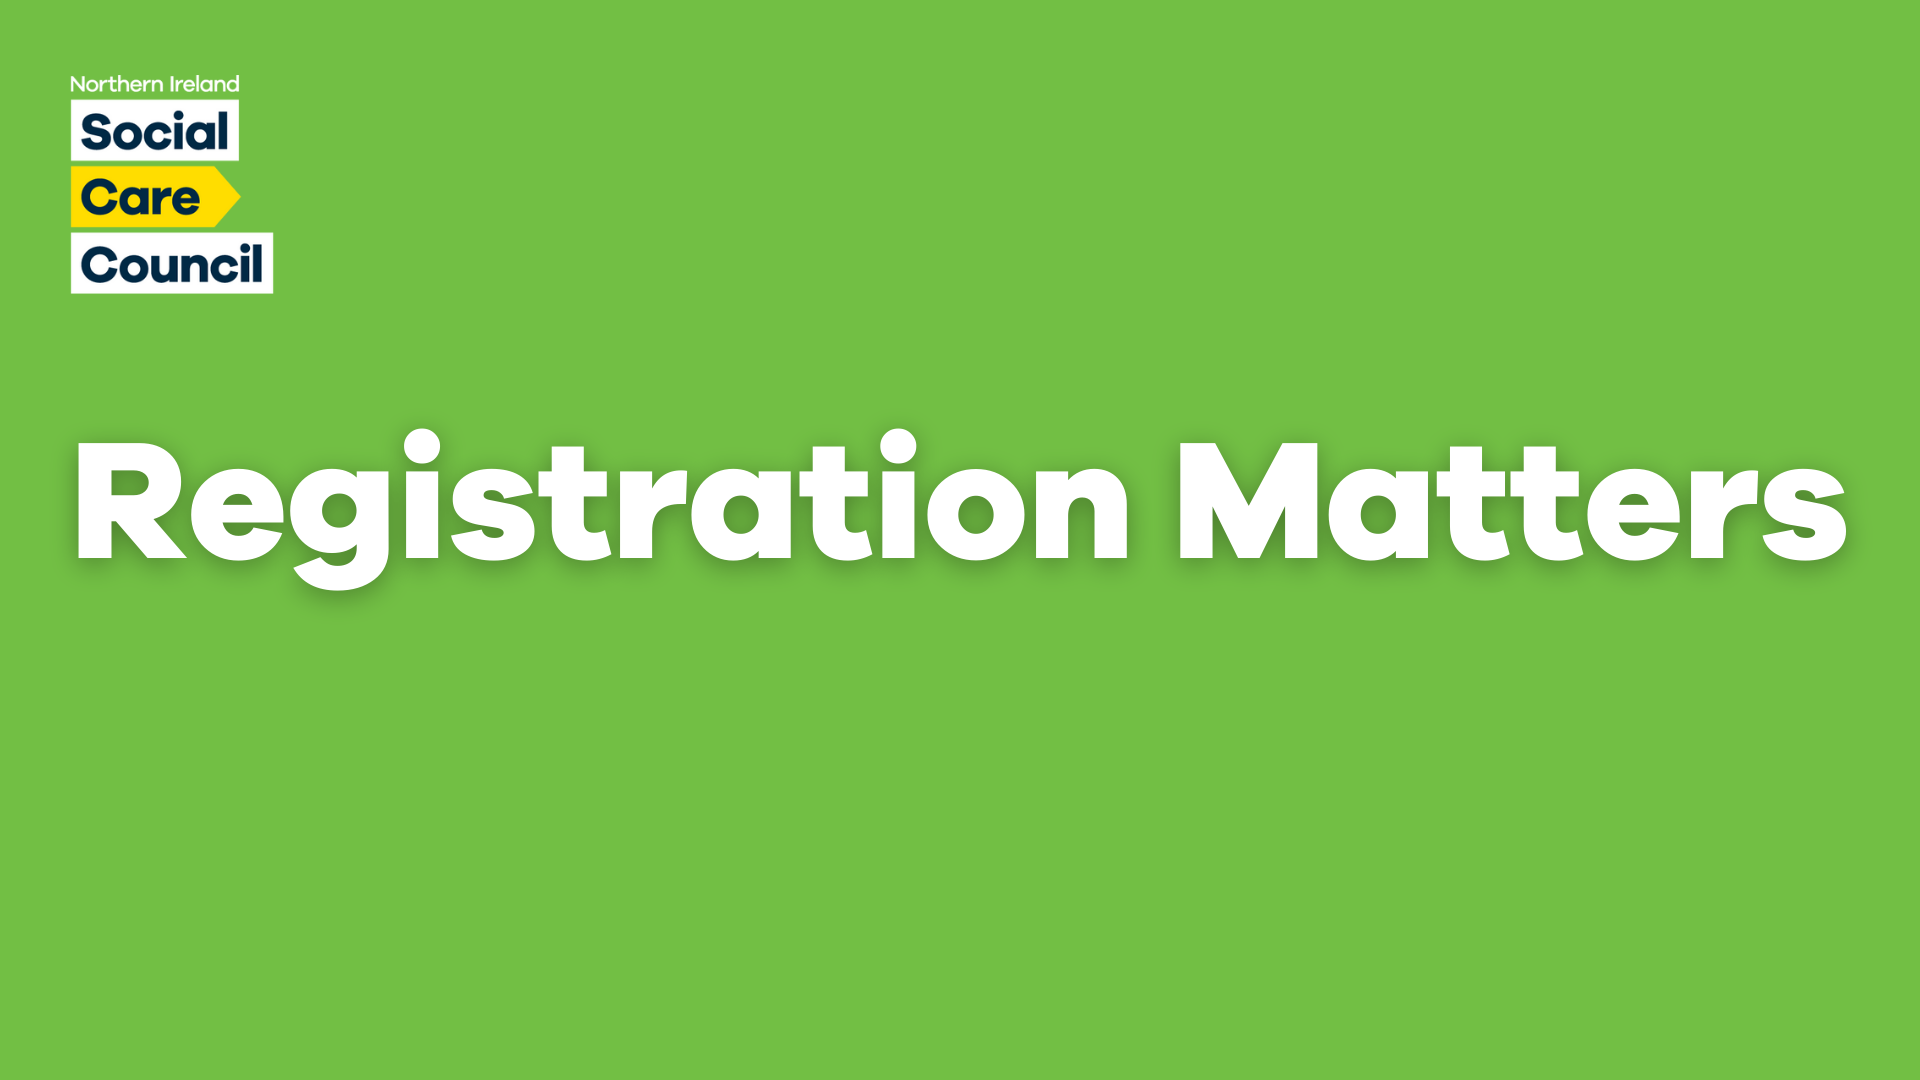 Northern Ireland
Social
Care
Council
Registration Matters